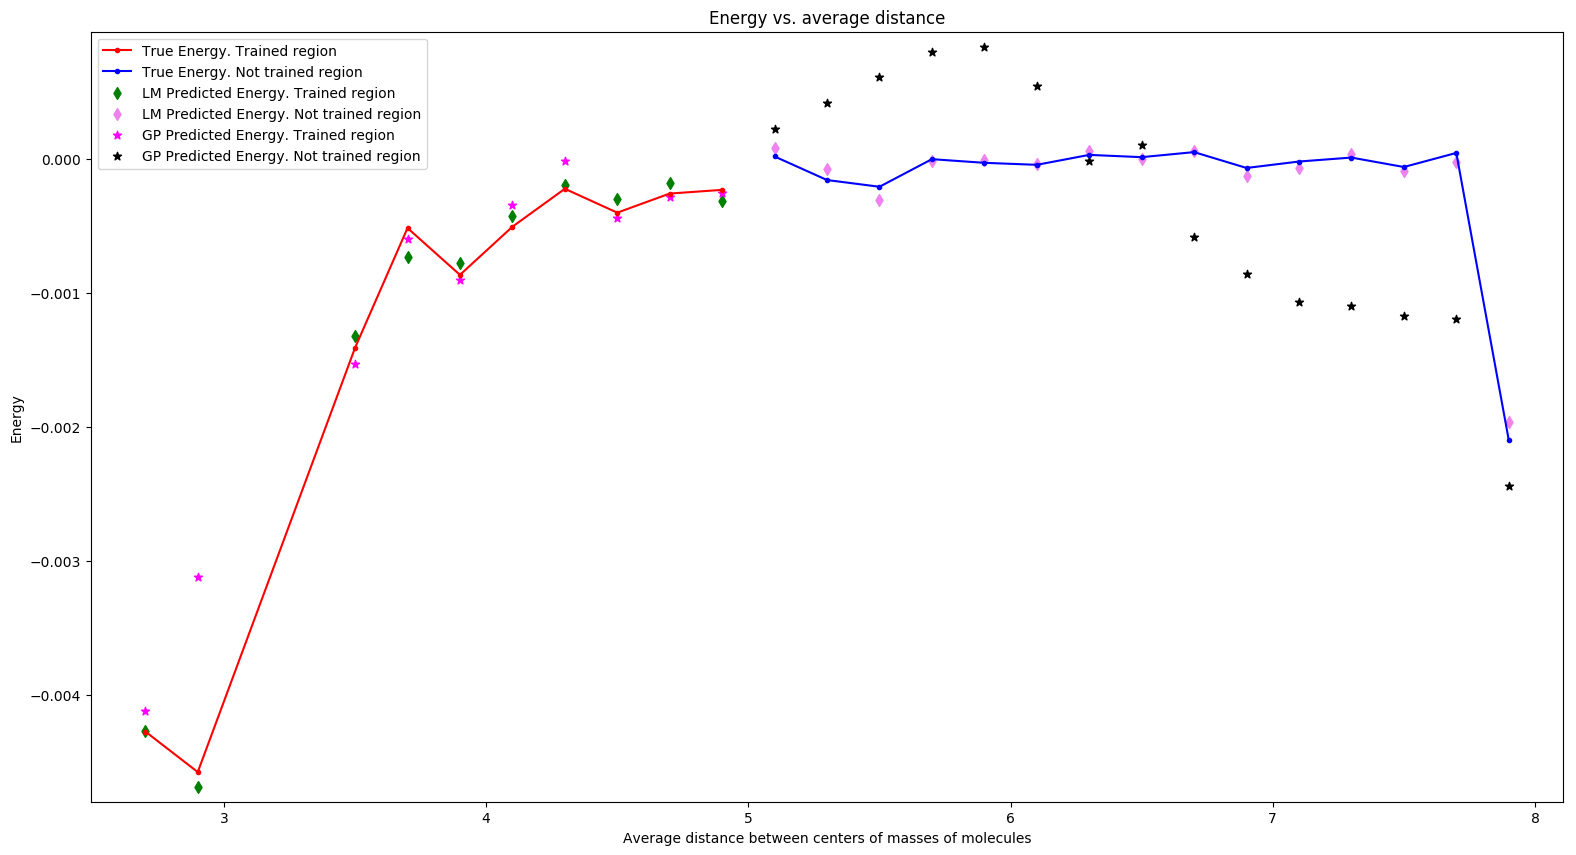 Energy vs. average distance
True Energy. Trained region
True Energy. Not trained region
LM Predicted Energy. Trained region
LM Predicted Energy. Not trained region
GP Predicted Energy. Trained region
GP Predicted Energy. Not trained region
0.000
−0.001
−0.002
−0.003
−0.004
Energy
3 4 5 6 7 8
Average distance between centers of masses of molecules